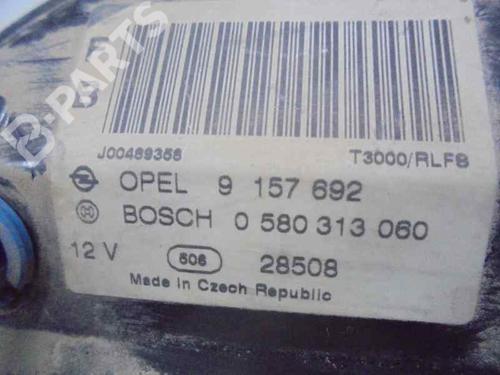 B-PARTS
J00489356 T3000/RLFS
OPEL 9 157 692
BOSCH 0 580 313 060
12 V 506 28508
Made in Czech Republic